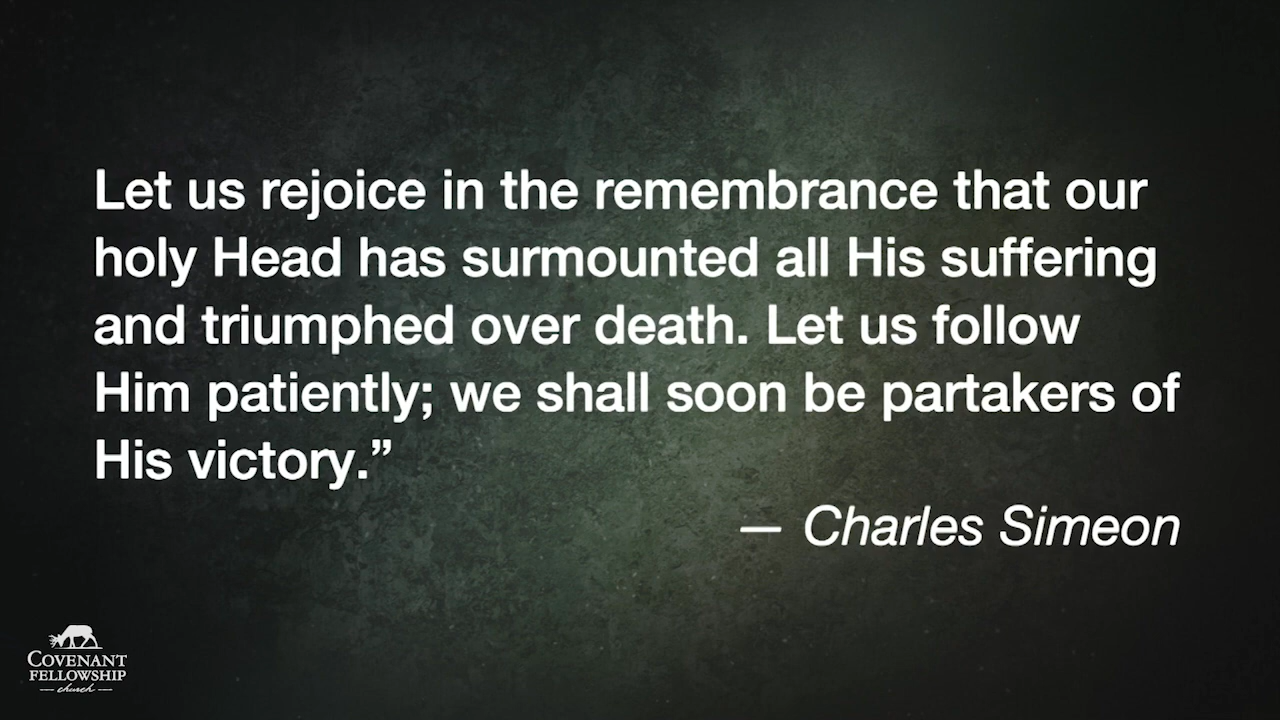 Let us rejoice in the remembrance that our
holy Head has surmounted all His suffering
and triumphed over death. Let us follow
Him patiently; we shall soon be partakers of
His victory.”
— Charles Simeon
COVENANT
FELLOWSHIP
— church —